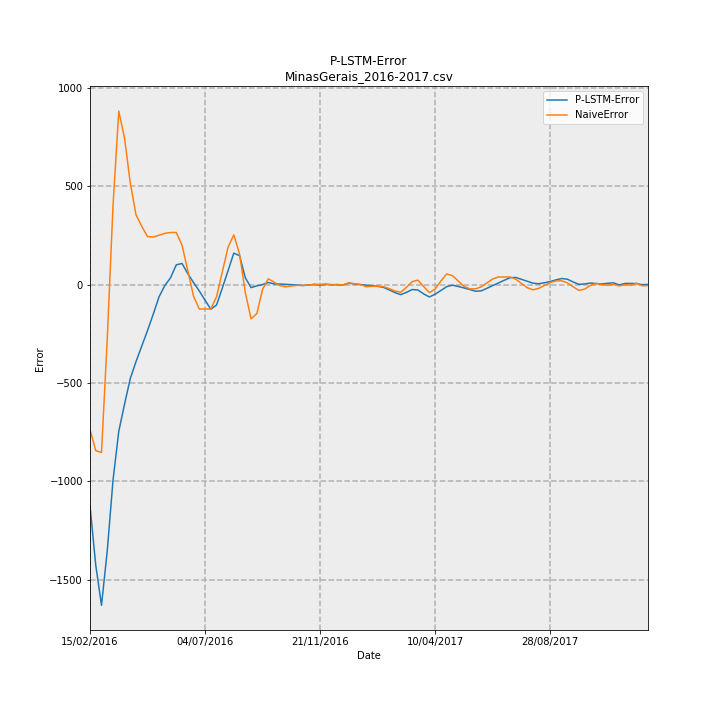 P-LSTM-Error
MinasGerais_2016-2017.csv
P-LSTM-Error
NaiveError
1000
500
0
−500
−1000
−1500
Error
15/02/2016
04/07/2016
21/11/2016
10/04/2017
28/08/2017
Date